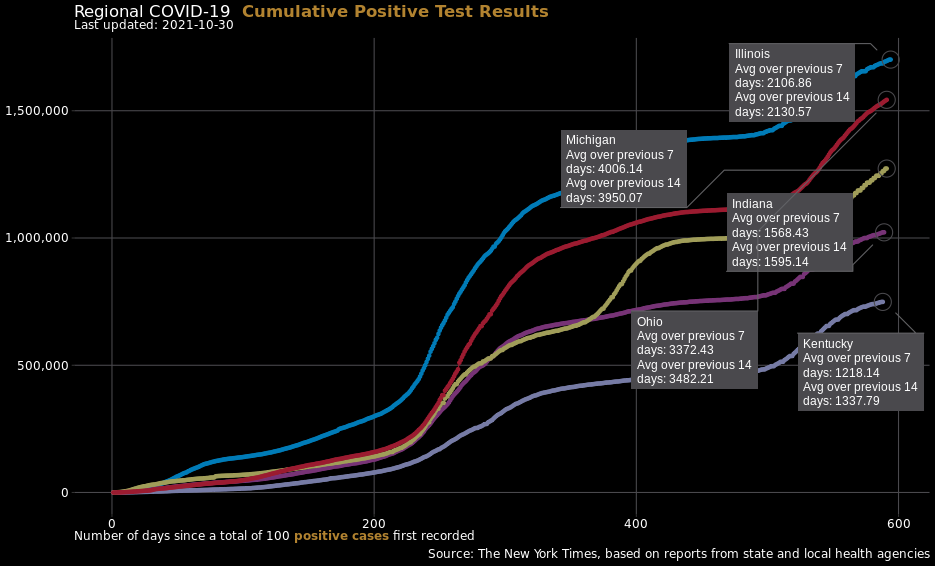 Regional COVID-19 Cumulative Positive Test Results
Last updated: 2021-10-30
Illinois
Avg over previous 7
days: 2106.86
Avg over previous 14
days: 2130.57
Michigan
Avg over previous 7
days: 4006.14
Avg over previous 14
days: 3950.07
Indiana
Avg over previous 7
days: 1568.43
Avg over previous 14
days: 1595.14
Ohio
Avg over previous 7
days: 3372.43
Avg over previous 14
days: 3482.21
Kentucky
Avg over previous 7
days: 1218.14
Avg over previous 14
days: 1337.79
1,500,000
1,000,000
500,000
0
0 200 400 600
Number of days since a total of 100 positive cases first recorded
Source: The New York Times, based on reports from state and local health agencies